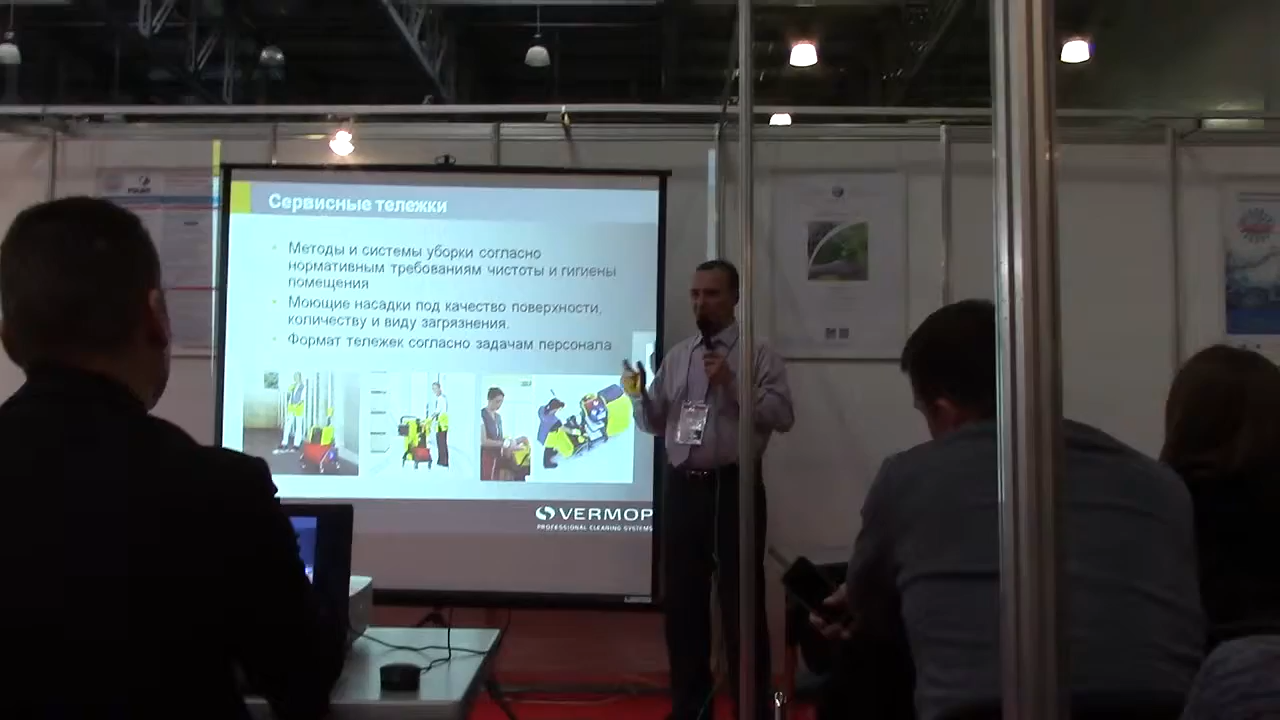 Сервисные тележки
Методы и системы уборки согласно
нормативным требованиям чистоты и гигиены
помещения
Моющие насадки под качество поверхности,
количеству и виду загрязнения.
Формат тележек согласно задачам персонала
VERMOP
PROFESSIONAL CLEANING SYSTEMS